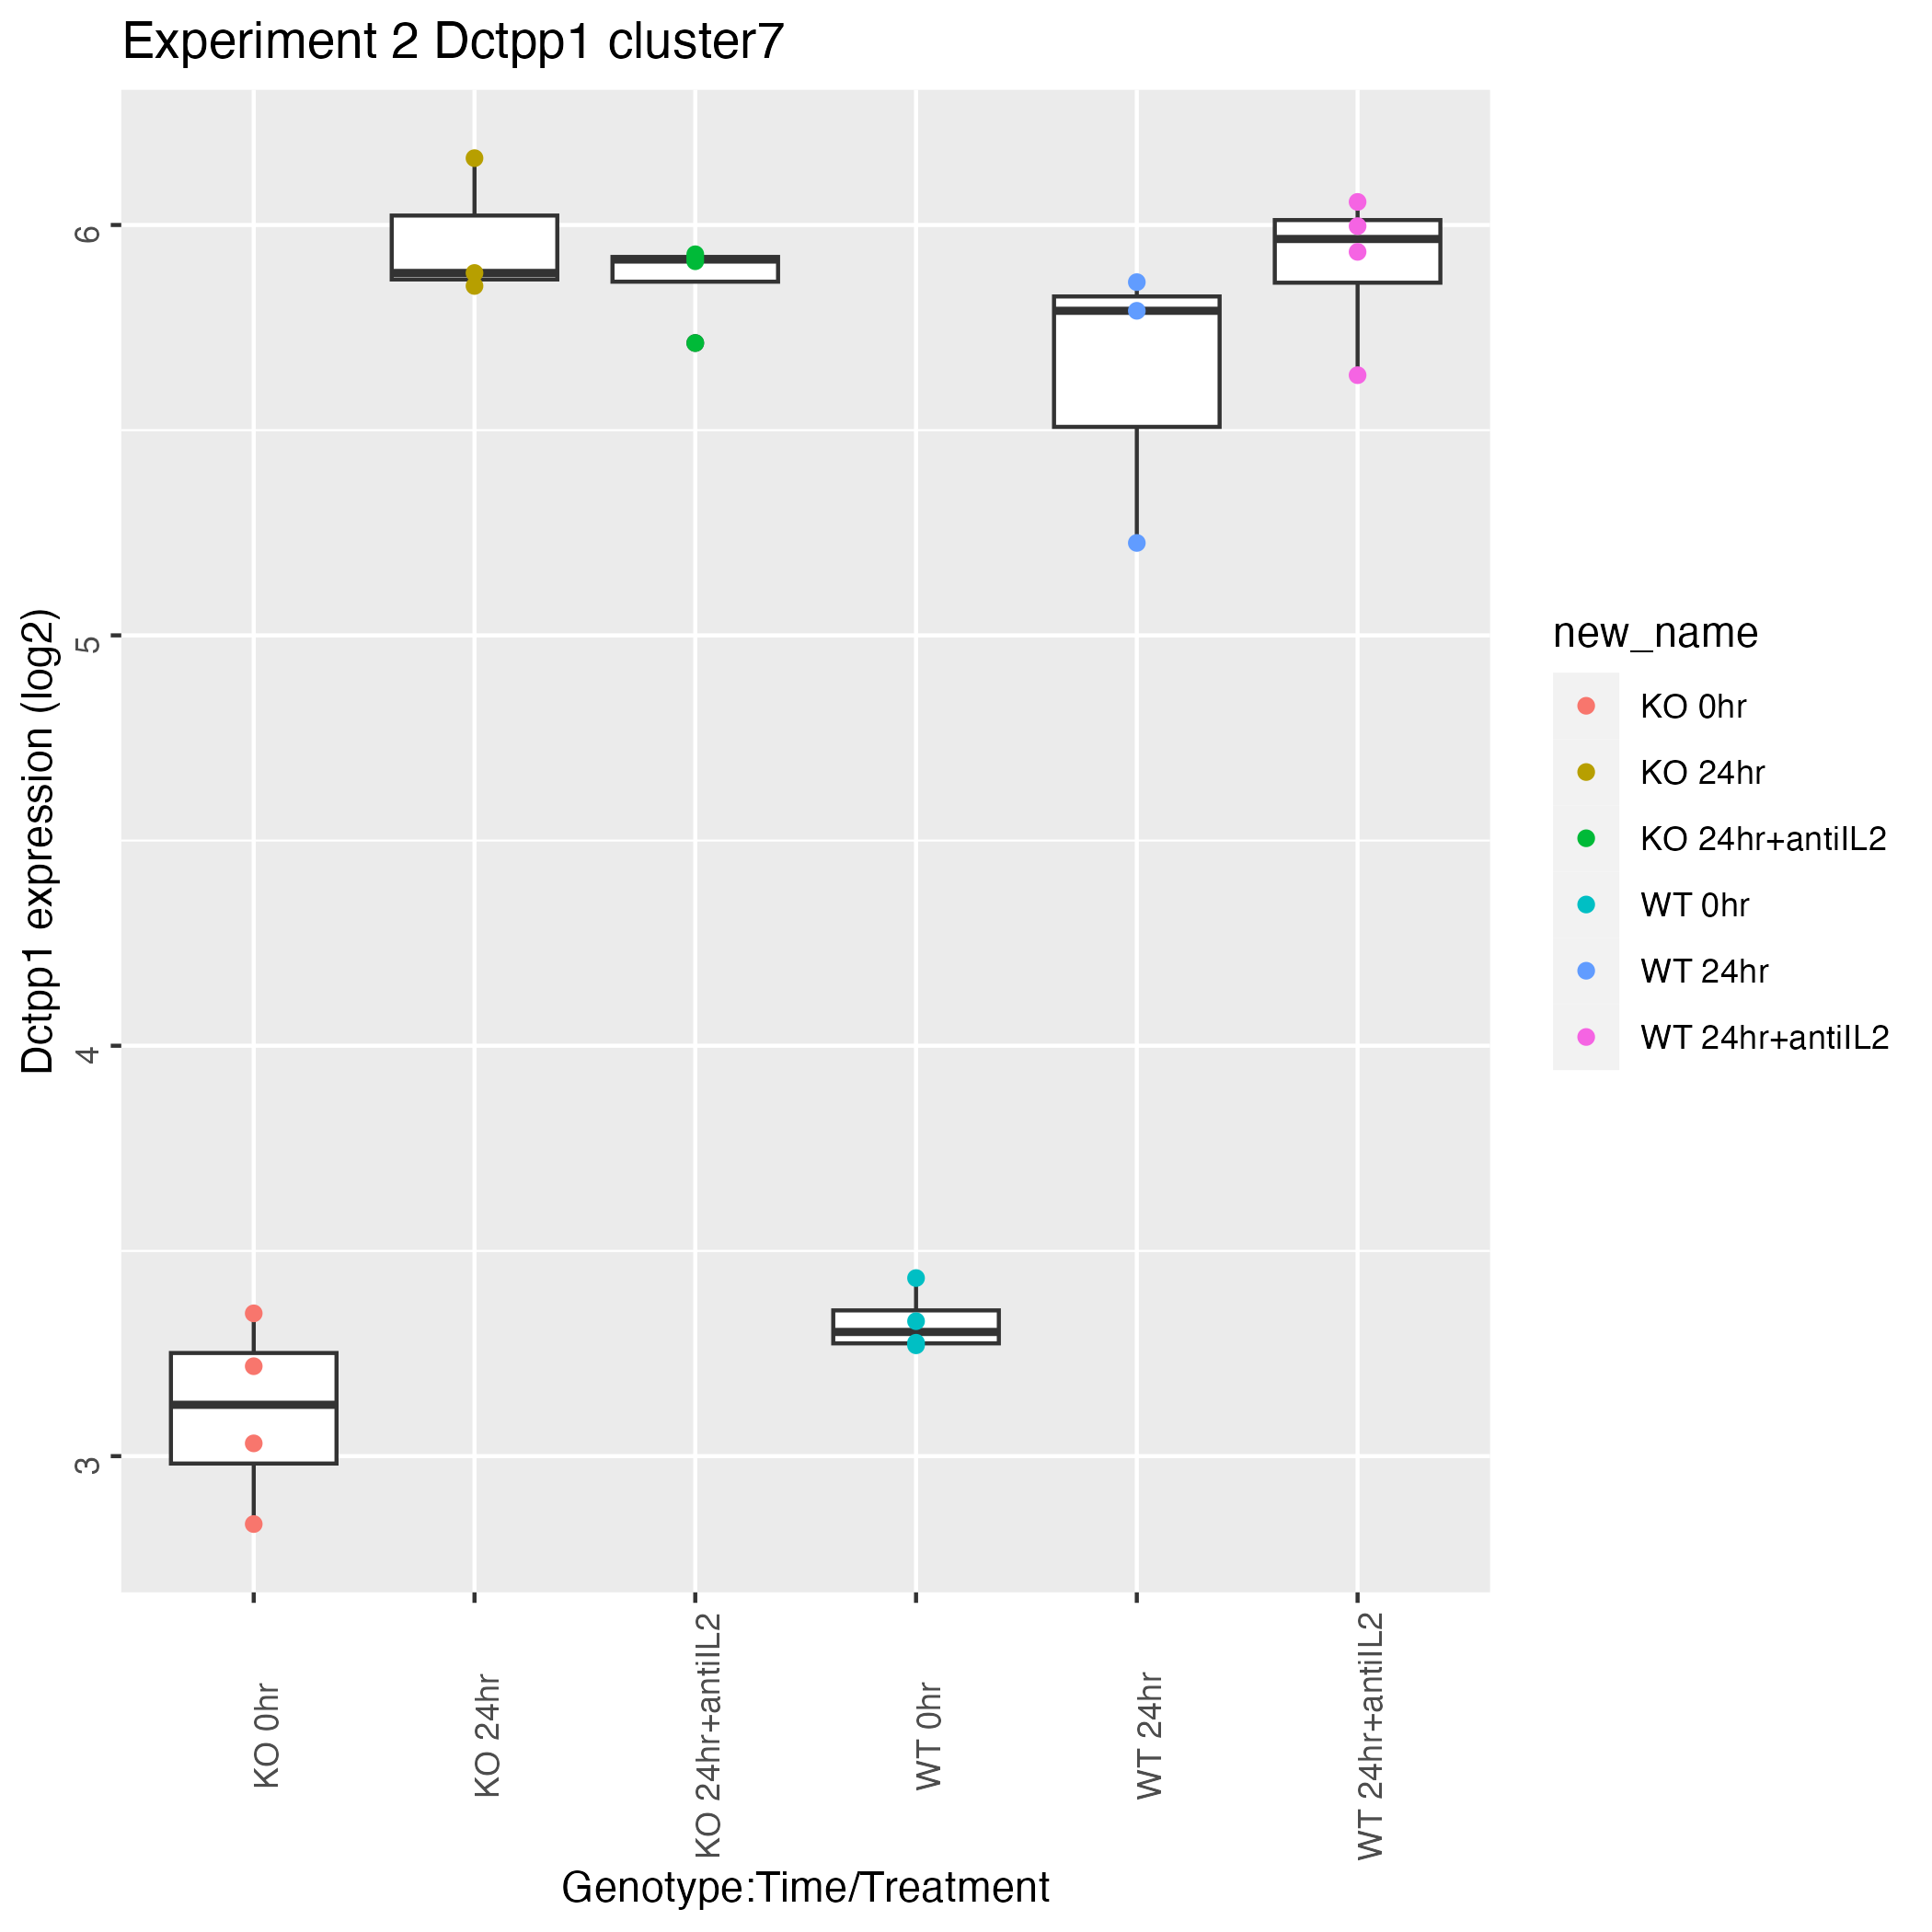 Experiment 2 Dctpp1 cluster7
Dctpp1 expression (log2)
6
5
4
3
KO 0hr
KO 24hr
KO 24hr+antiIL2
WT 0hr
WT 24hr
WT 24hr+antiIL2
Genotype:Time/Treatment
new_name
KO 0hr
KO 24hr
KO 24hr+antiIL2
WT 0hr
WT 24hr
WT 24hr+antiIL2